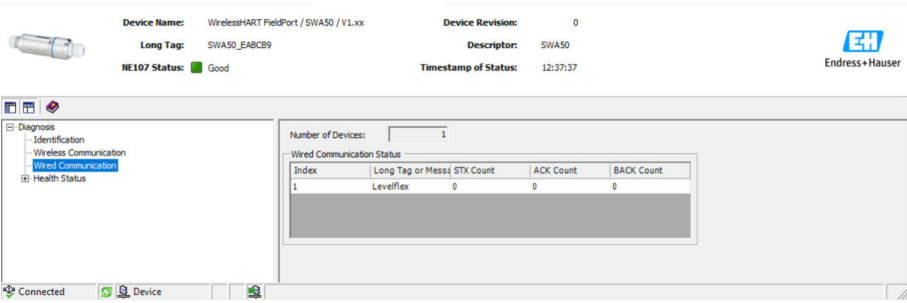 Device Name: WirelessHART FieldPort / SWA50 / V1.xx Device Revision: 0
Long Tag: SWA50_EABCB9 Descriptor: SWA50
NE107 Status: Good Timestamp of Status: 12:37:37
EH
Endress+Hauser
Diagnosis
Identification
Wireless Communication
Wired Communication
Health Status
Number of Devices: 1
Wired Communication Status
Index Long Tag or Messa STX Count ACK Count BACK Count
1 Levelflex 0 0 0
Connected Device